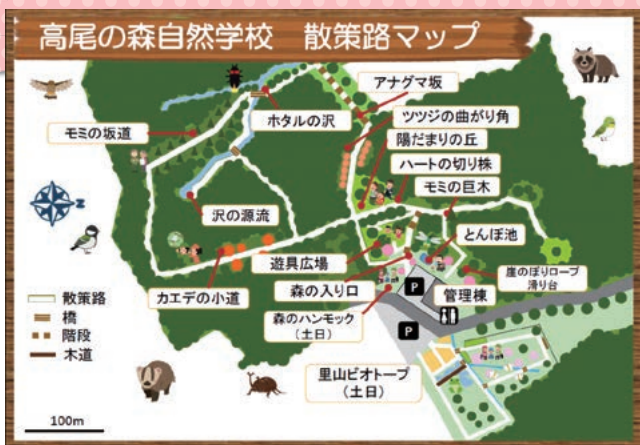 高尾の森自然学校 散策路マップ
アナグマ坂
ホタルの沢
ツツジの曲がり角
モミの坂道
陽だまりの丘
ハートの切り株
モミの巨木
沢の源流
とんぼ池
遊具広場
崖のぼりロープ
滑り台
カエデの小道
森の入り口
管理棟
森のハンモック
(土日)
里山ビオトープ
(土日)
N
P
P
散策路
橋
階段
木道
100m